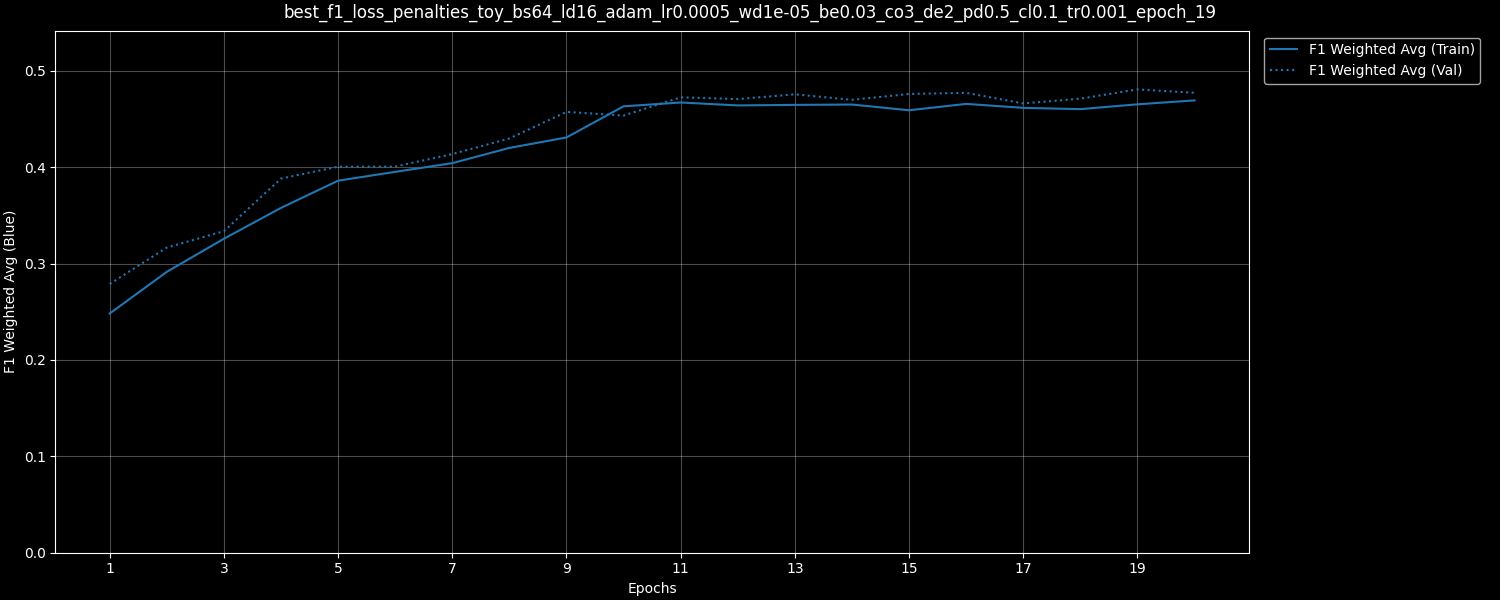 best_f1_loss_penalties_toy_bs64_ld16_adam_lr0.0005_wd1e-05_be0.03_co3_de2_pd0.5_cl0.1_tr0.001_epoch_19
F1 Weighted Avg (Train)
F1 Weighted Avg (Val)
F1 Weighted Avg (Blue)
0.5
0.4
0.3
0.2
0.1
0.0
1 3 5 7 9 11 13 15 17 19
Epochs